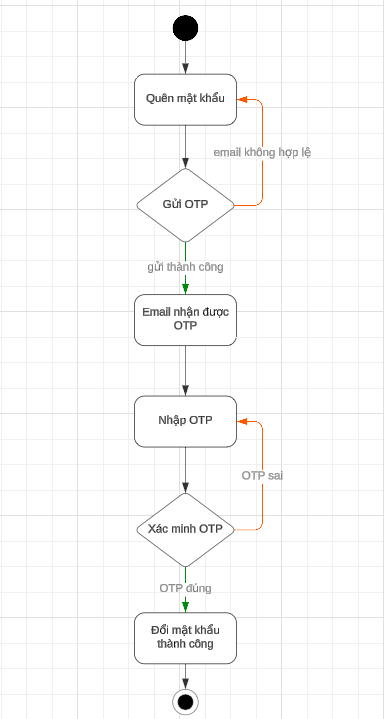 Quên mật khẩu
email không hợp lệ
Gửi OTP
gửi thành công
Email nhận được
OTP
Nhập OTP
OTP sai
Xác minh OTP
OTP đúng
Đổi mật khẩu
thành công